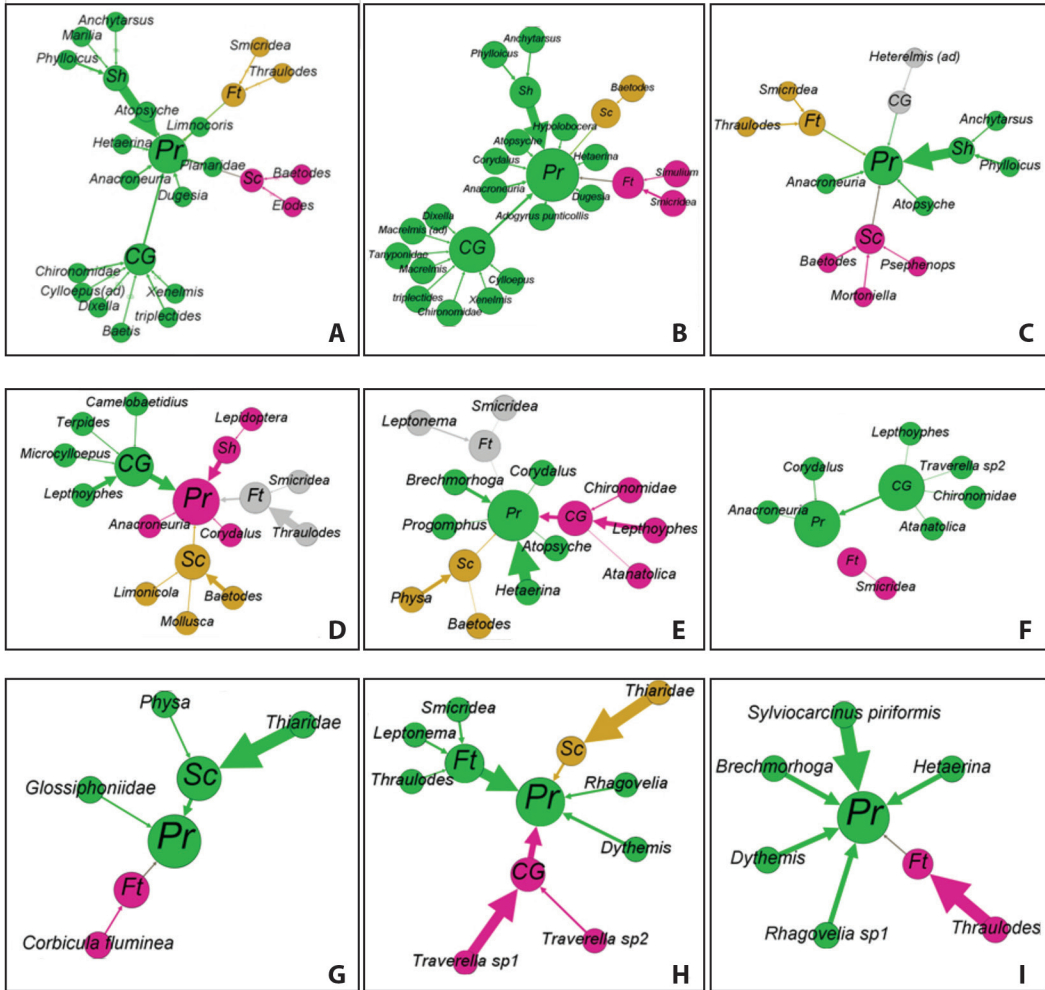 Anchytarsus
Marilia
Phylloicus
Sh
Smicridea
Thraulodes
Ft
Atopsyche
Limnocoris
Hetaerina
Pr
Planandae
Anacroneuria
Sc
Baetodes
Dugesia
Elodes
CG
Chironomidae
Cylloepus(ad)
Xenelmis
Dixella
triplectides
Baetis
A
Anchytarsus
Phylloicus
Sh
Baetodes
Sc
Hypolobocera
Atopsyche
Corydalus
Hetaerina
Pr
Anacroneuria
Ft
Simulium
Dugesia
Smicridea
Adogyrus punticollis
Dixella
Macrelmis (ad)
CG
Tanyponidae
Macrelmis
Cylloepus
triplectides
Xenelmis
Chironomidae
B
Heterelmis (ad)
Smicridea
CG
Thraulodes
Ft
Anchytarsus
Sh
Pr
Phylloicus
Anacroneuria
Atopsyche
Sc
Baetodes
Psephenops
Mortoniella
C
Camelobaetidius
Terpides
Lepidoptera
Microcylloepus
CG
Sh
Smicridea
Lepthoyphes
Pr
Ft
Anacroneuria
Corydalus
Thraulodes
Sc
Limonicola
Baetodes
Mollusca
D
Smicridea
Leptonema
Ft
Corydalus
Brechmorhoga
Chironomidae
Pr
CG
Progomphus
Lepthoyphes
Atopsyche
Sc
Atanatolica
Physa
Hetaerina
Baetodes
E
Lepthoyphes
Corydalus
Traverella sp2
CG
Chironomidae
Anacroneuria
Pr
Atanatolica
Ft
Smicridea
F
Physa
Thiaridae
Sc
Glossiphoniidae
Pr
Ft
Corbicula fluminea
G
Thiaridae
Smicridea
Leptonema
Sc
Ft
Thraulodes
Rhagovelia
Pr
Dythemis
CG
Traverella sp2
Traverella sp1
H
Sylviocarcinus piriformis
Brechmorhoga
Hetaerina
Pr
Dythemis
Ft
Rhagovelia sp1
Thraulodes
I